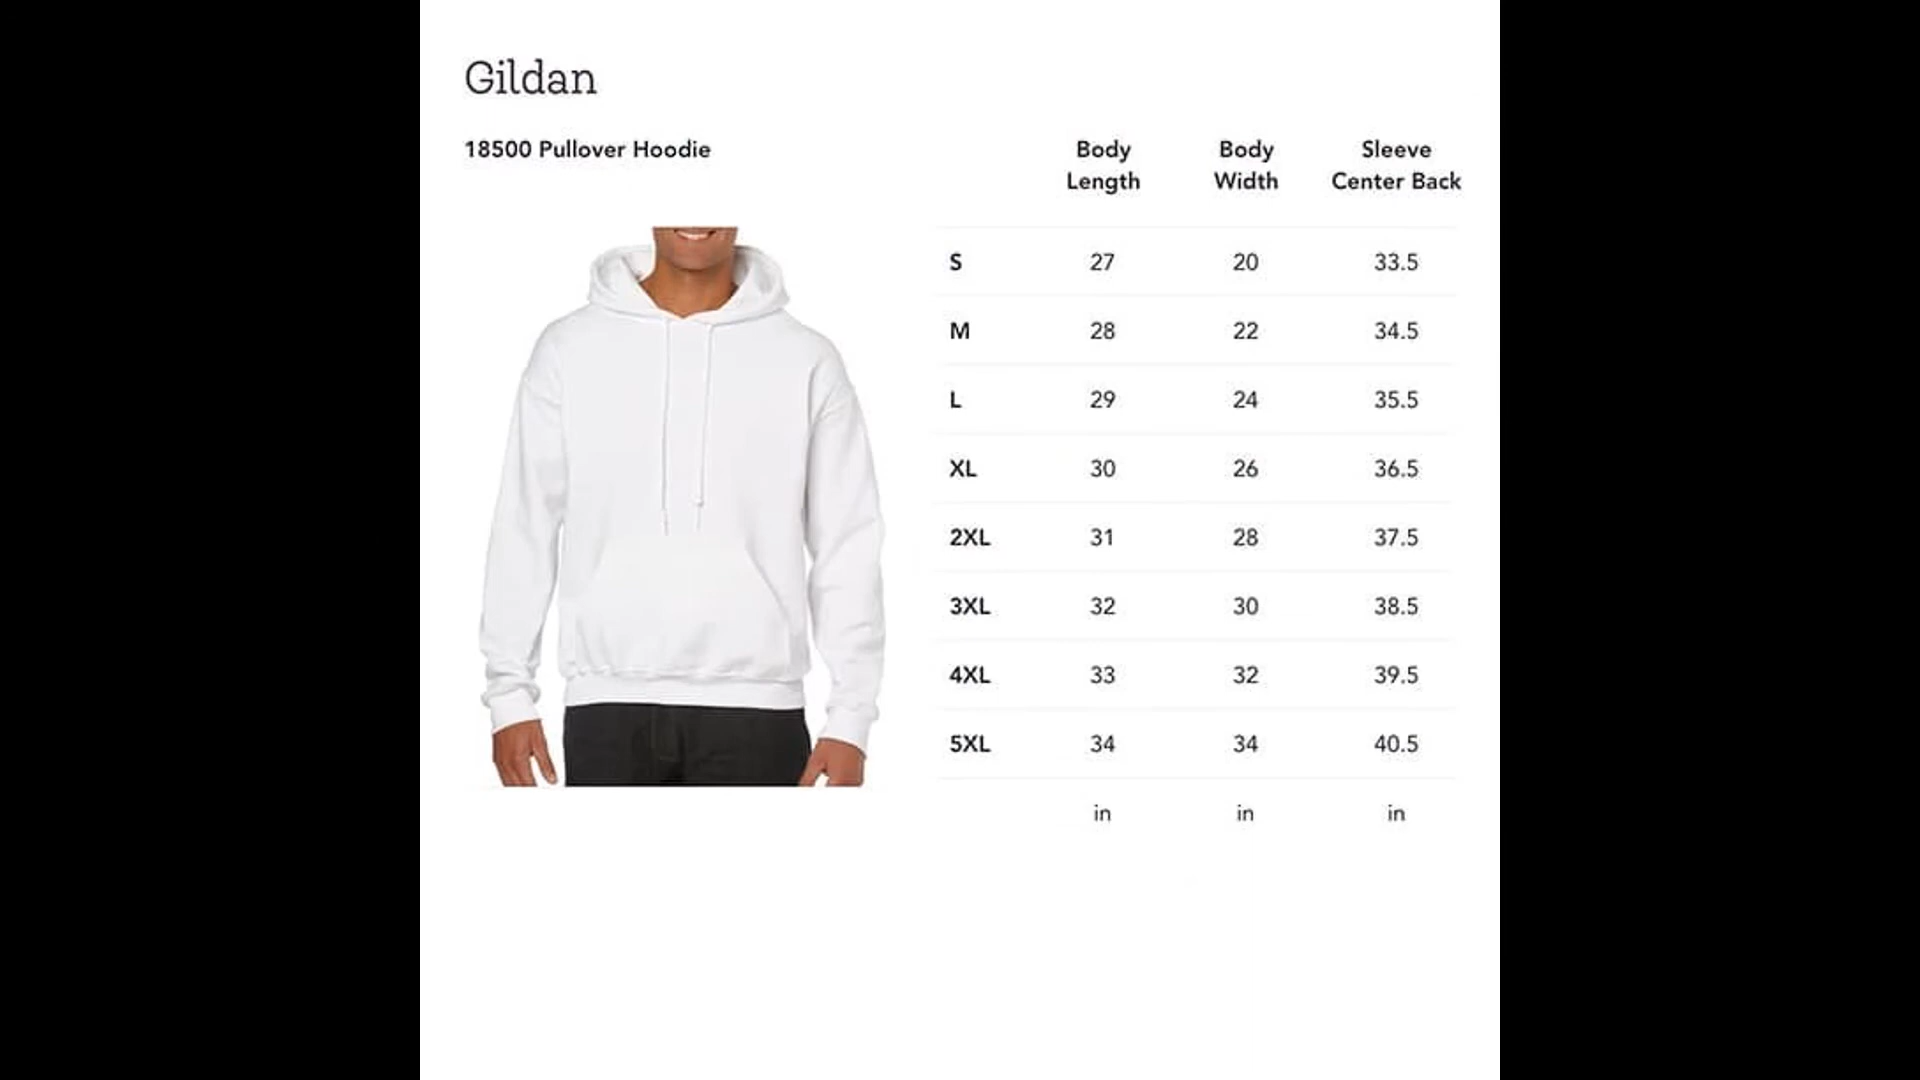 Gildan
18500 Pullover Hoodie
Body Length Body Width Sleeve Center Back
S 27 20 33.5
M 28 22 34.5
L 29 24 35.5
XL 30 26 36.5
2XL 31 28 37.5
3XL 32 30 38.5
4XL 33 32 39.5
5XL 34 34 40.5
in in in